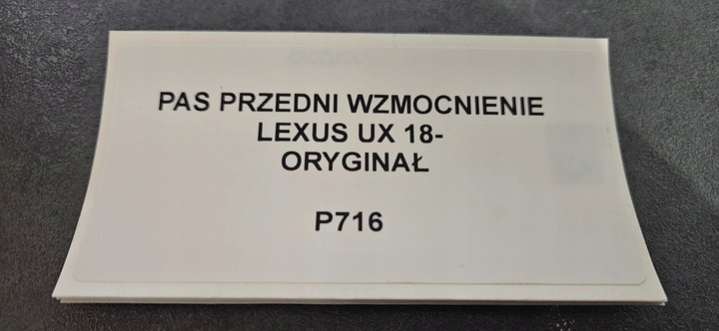 PAS PRZEDNI WZMOCNIENIE
LEXUS UX 18-
ORYGINAŁ
P716